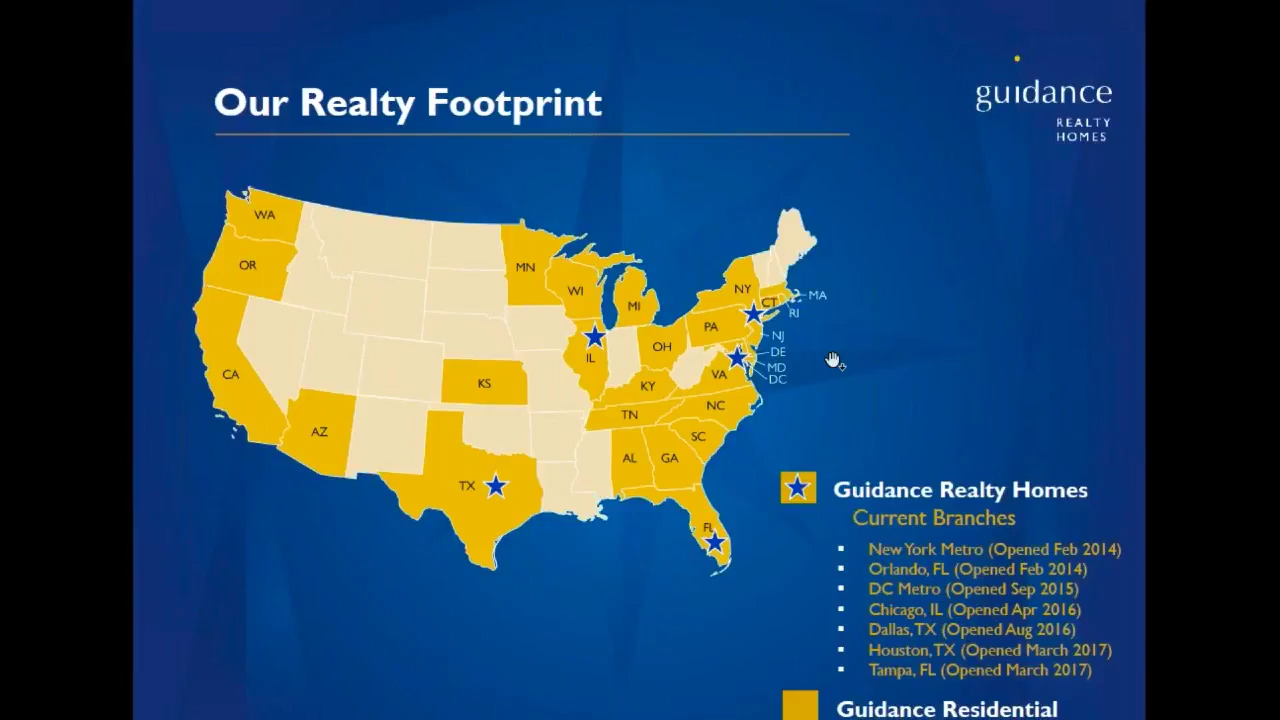 Our Realty Footprint
guidance
REALTY
HOMES
WA
OR
CA
AZ
KS
TX
MN
WI
IL
MI
OH
KY
TN
AL
GA
FL
SC
NC
VA
PA
NY
CT
MA
RI
NJ
DE
MD
DC
Guidance Realty Homes
Current Branches
▪ New York Metro (Opened Feb 2014)
▪ Orlando, FL (Opened Feb 2014)
▪ DC Metro (Opened Sep 2015)
▪ Chicago, IL (Opened Apr 2016)
▪ Dallas, TX (Opened Aug 2016)
▪ Houston, TX (Opened March 2017)
▪ Tampa, FL (Opened March 2017)
Guidance Residential